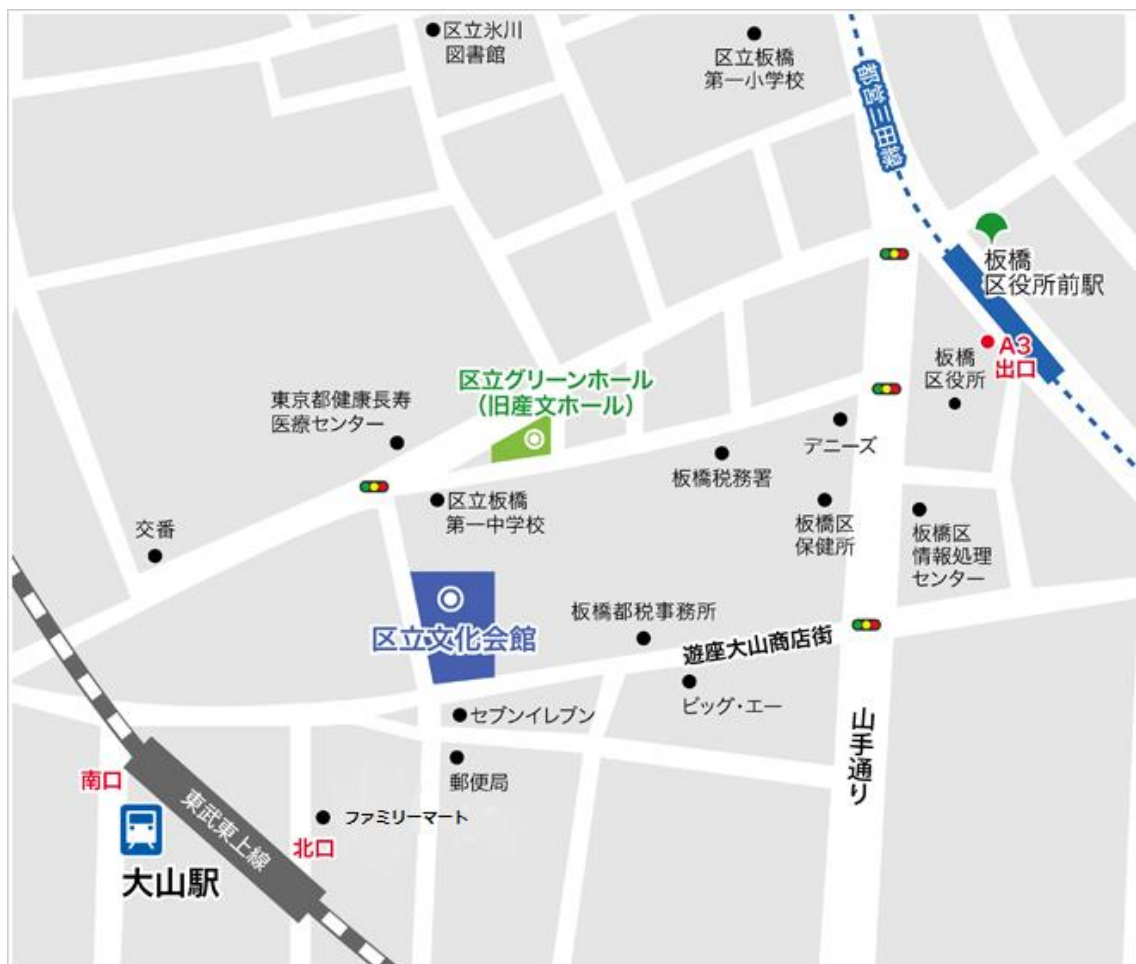 区立氷川
図書館
区立板橋
第一小学校
都営三田線
板橋
区役所前駅
A3
出口
板橋
区役所
区立グリーンホール
（旧産文ホール）
東京都健康長寿
医療センター
デニーズ
板橋税務署
区立板橋
第一中学校
板橋区
保健所
板橋区
情報処理
センター
交番
区立文化会館
板橋都税事務所
遊座大山商店街
ビッグ・エー
セブンイレブン
山手通り
郵便局
南口
東武東上線
ファミリーマート
北口
大山駅